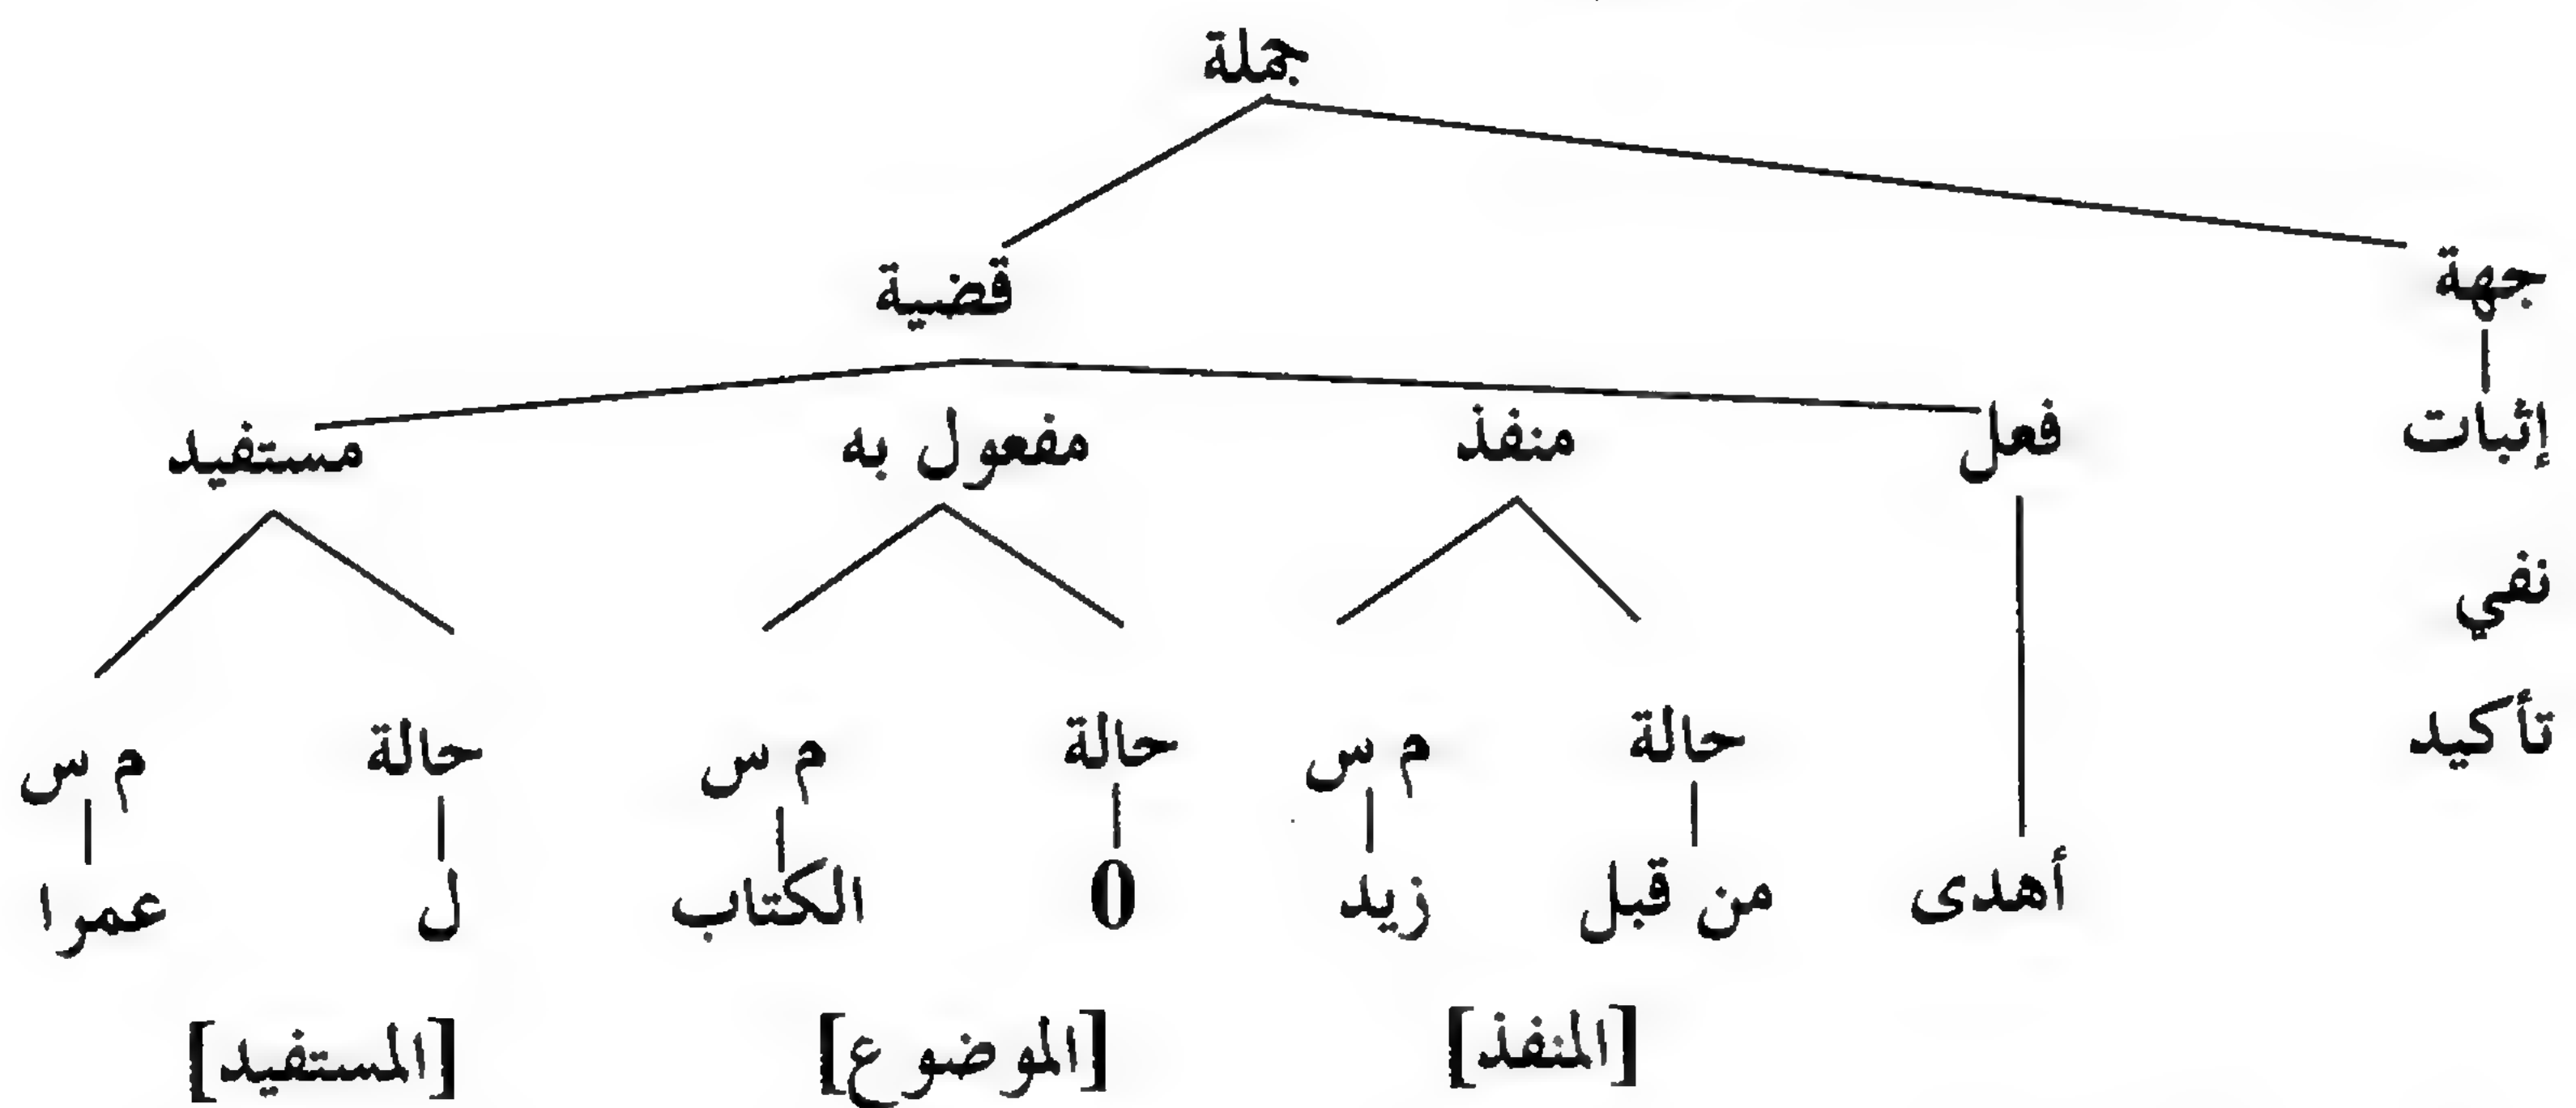 جملة
جهة قضية
إثبات فعل منفذ مفعول به مستفيد
نفي
تأكيد حالة م س حالة م س حالة م س
أهدى من قبل زيد 0 الكتاب ل عمرا
[المنفذ] [الموضوع] [المستفيد]